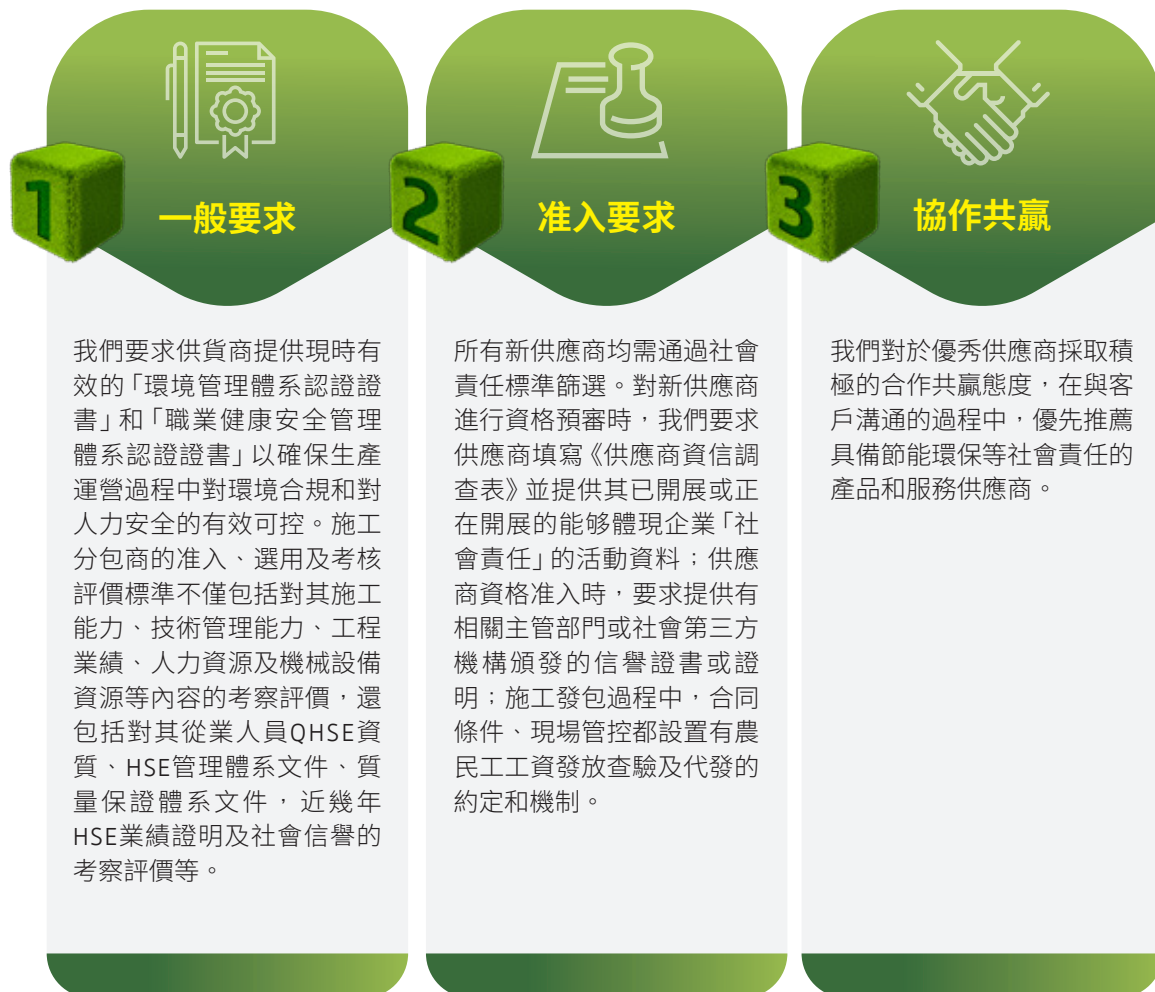 1
一般要求
我們要求供貨商提供現時有
效的「環境管理體系認證證
書」和「職業健康安全管理
體系認證證書」以確保生產
運營過程中對環境合規和對
人力安全的有效可控。施工
分包商的准入、選用及考核
評價標準不僅包括對其施工
能力、技術管理能力、工程
業績、人力資源及機械設備
資源等內容的考察評價，還
包括對其從業人員QHSE資
質、HSE管理體系文件、質
量保證體系文件，近幾年
HSE業績證明及社會信譽的
考察評價等。
2
准入要求
所有新供應商均需通過社會
責任標準篩選。對新供應商
進行資格預審時，我們要求
供應商填寫《供應商資信調
查表》並提供其已開展或正
在開展的能够體現企業「社
會責任」的活動資料；供應
商資格准入時，要求提供有
相關主管部門或社會第三方
機構頒發的信譽證書或證
明；施工發包過程中，合同
條件、現場管控都設置有農
民工工資發放查驗及代發的
約定和機制。
3
協作共贏
我們對於優秀供應商採取積
極的合作共贏態度，在與客
戶溝通的過程中，優先推薦
具備節能環保等社會責任的
產品和服務供應商。